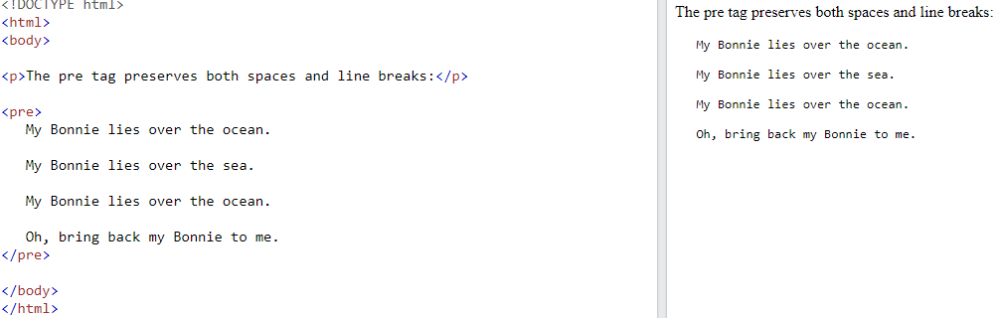 <!DOCTYPE html>
<html>
<body>
<p>The pre tag preserves both spaces and line breaks:</p>
<pre>
   My Bonnie lies over the ocean.
   My Bonnie lies over the sea.
   My Bonnie lies over the ocean.
   Oh, bring back my Bonnie to me.
</pre>
</body>
</html>
The pre tag preserves both spaces and line breaks:
   My Bonnie lies over the ocean.
   My Bonnie lies over the sea.
   My Bonnie lies over the ocean.
   Oh, bring back my Bonnie to me.